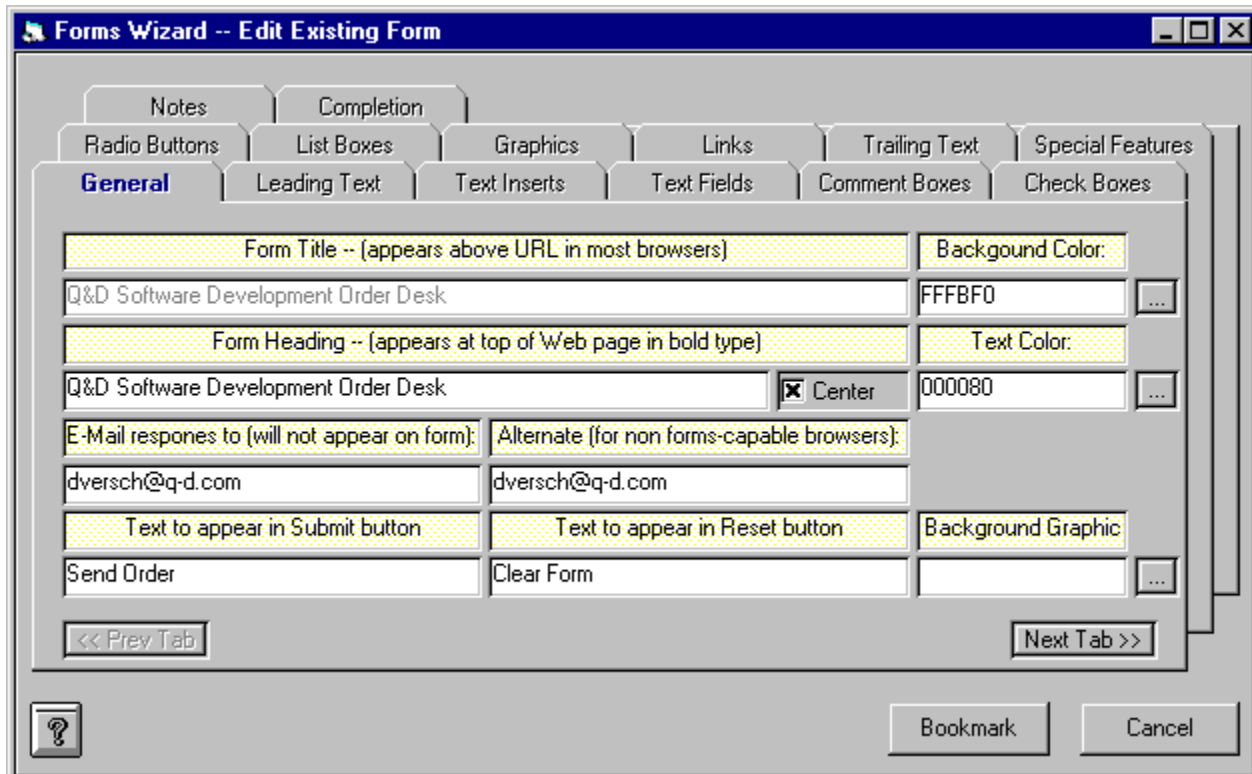 Forms Wizard -- Edit Existing Form
Notes Completion
Radio Buttons List Boxes Graphics Links Trailing Text Special Features
General Leading Text Text Inserts Text Fields Comment Boxes Check Boxes
Form Title -- (appears above URL in most browsers) Backgound Color:
Q&D Software Development Order Desk FFFBF0 ...
Form Heading -- (appears at top of Web page in bold type) Text Color:
Q&D Software Development Order Desk Center 000080 ...
E-Mail respones to (will not appear on form): Alternate (for non forms-capable browsers):
dversch@q-d.com dversch@q-d.com
Text to appear in Submit button Text to appear in Reset button Background Graphic
Send Order Clear Form ...
<< Prev Tab Next Tab >>
? Bookmark Cancel